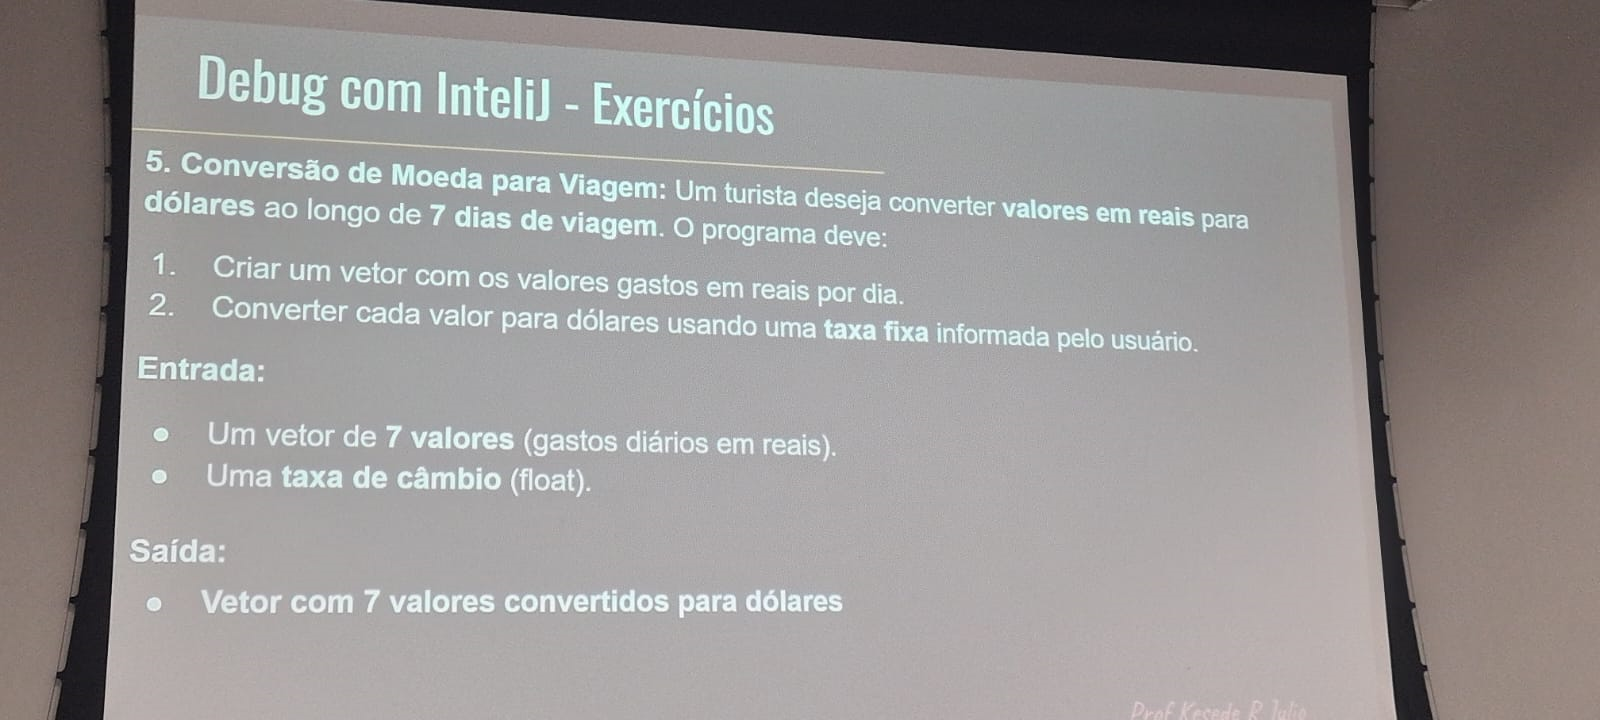 Debug com InteliJ - Exercícios
5. Conversão de Moeda para Viagem: Um turista deseja converter valores em reais para
dólares ao longo de 7 dias de viagem. O programa deve:
1. Criar um vetor com os valores gastos em reais por dia.
2. Converter cada valor para dólares usando uma taxa fixa informada pelo usuário.
Entrada:
● Um vetor de 7 valores (gastos diários em reais).
● Uma taxa de câmbio (float).
Saída:
● Vetor com 7 valores convertidos para dólares
Prof Kesede R Julio